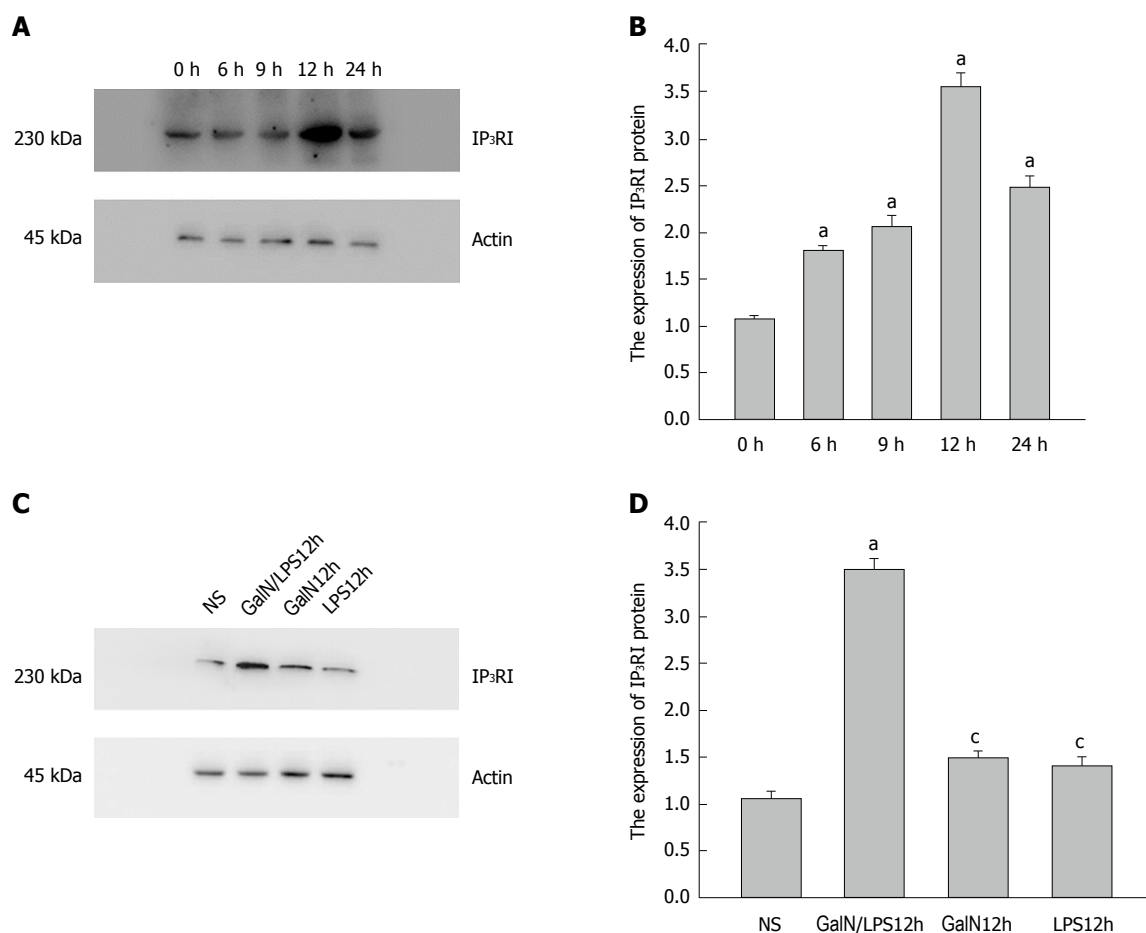 A
0 h 6 h 9 h 12 h 24 h
230 kDa
IP₃RI
45 kDa
Actin
B
The expression of IP₃RI protein
4.0
3.5
3.0
2.5
2.0
1.5
1.0
0.5
0.0
a
a
a
a
0 h 6 h 9 h 12 h 24 h
C
NS GalN/LPS12h GalN12h LPS12h
230 kDa
IP₃RI
45 kDa
Actin
D
The expression of IP₃RI protein
4.0
3.5
3.0
2.5
2.0
1.5
1.0
0.5
0.0
a
c
c
NS GalN/LPS12h GalN12h LPS12h